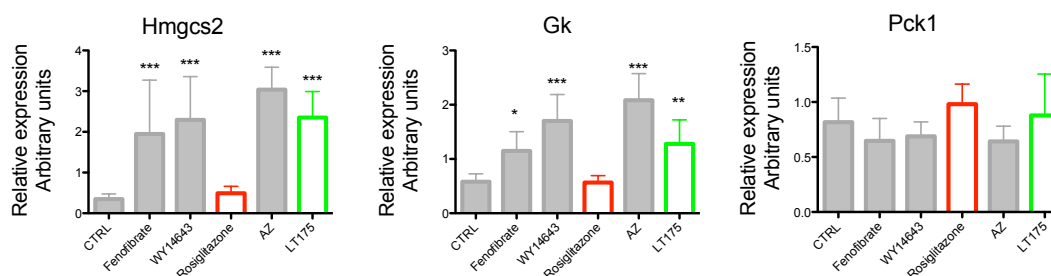 Hmgcs2
Relative expression
Arbitrary units
4
3
2
1
0
***
***
***
***
CTRL
Fenofibrate
WY14643
Rosiglitazone
AZ
LT175
Gk
Relative expression
Arbitrary units
3
2
1
0
*
***
***
**
CTRL
Fenofibrate
WY14643
Rosiglitazone
AZ
LT175
Pck1
Relative expression
Arbitrary units
1.5
1.0
0.5
0.0
CTRL
Fenofibrate
WY14643
Rosiglitazone
AZ
LT175